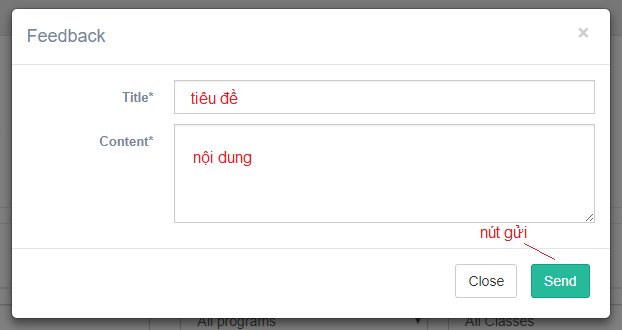 Feedback ×
Title* tiêu đề
Content*
nội dung
nút gửi
Close Send
All programs All Classes